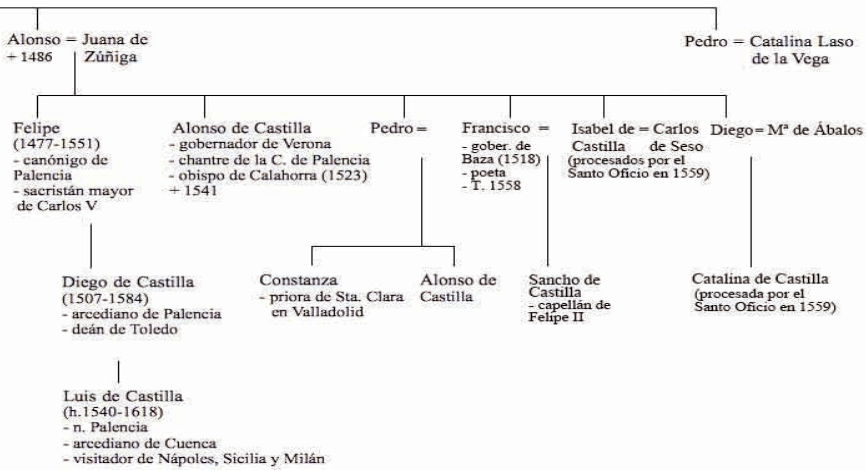 Alonso = Juana de
+ 1486 Zúñiga
Pedro = Catalina Laso
de la Vega
Felipe
(1477-1551)
- canónigo de
Palencia
- sacristán mayor
de Carlos V
Alonso de Castilla
- gobernador de Verona
- chantre de la C. de Palencia
- obispo de Calahorra (1523)
+ 1541
Pedro =
Francisco =
- gober. de
Baza (1518)
- poeta
- T. 1558
Isabel de = Carlos
Castilla de Seso
(procesados por el
Santo Oficio en 1559)
Diego= Mª de Ábalos
Diego de Castilla
(1507-1584)
- arcediano de Palencia
- deán de Toledo
Constanza
- priora de Sta. Clara
en Valladolid
Alonso de
Castilla
Sancho de
Castilla
- capellán de
Felipe II
Catalina de Castilla
(procesada por el
Santo Oficio en 1559)
Luis de Castilla
(h.1540-1618)
- n. Palencia
- arcediano de Cuenca
- visitador de Nápoles, Sicilia y Milán